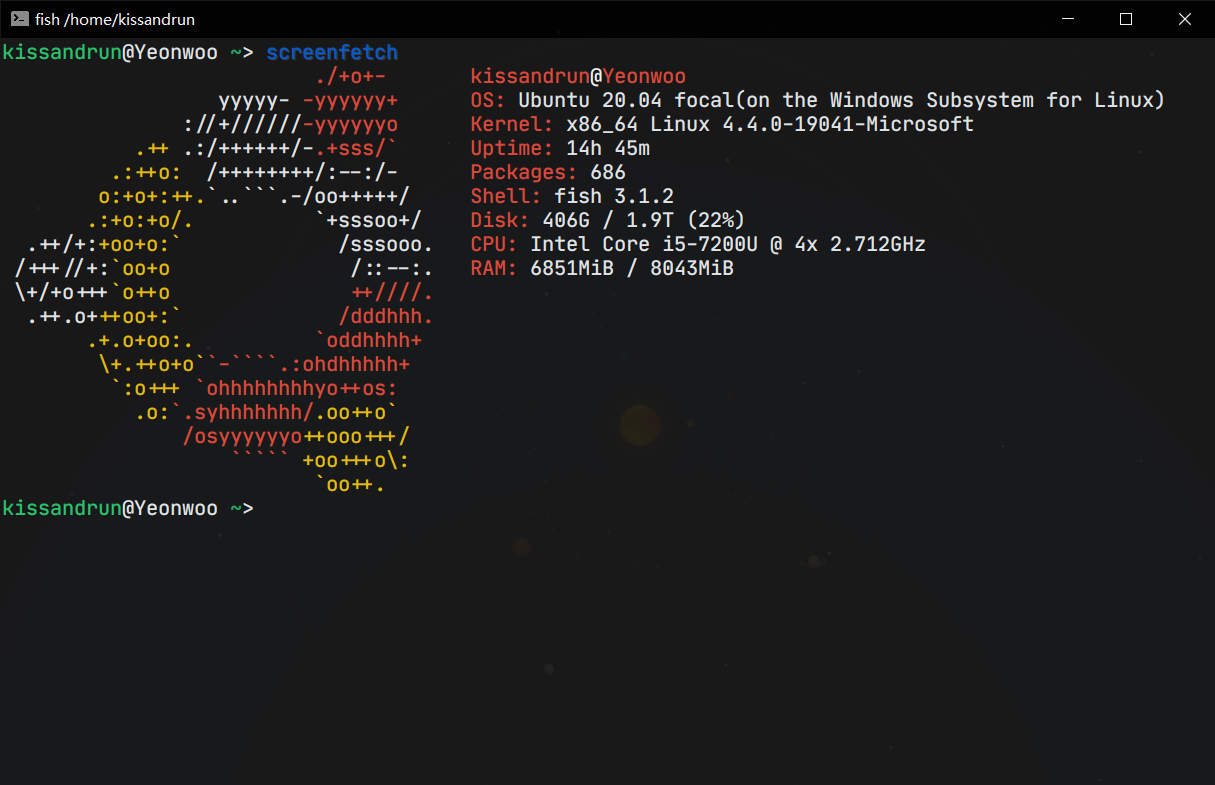 fish /home/kissandrun
kissandrun@Yeonwoo ~> screenfetch
                          ./+o+-       kissandrun@Yeonwoo
                  yyyyy- -yyyyyy+      OS: Ubuntu 20.04 focal(on the Windows Subsystem for Linux)
               ://+//////-yyyyyyo      Kernel: x86_64 Linux 4.4.0-19041-Microsoft
           .++ .:/++++++/-.+sss/`      Uptime: 14h 45m
         .:++o:  /++++++++/:--:/-      Packages: 686
        o:+o+:++.`..```.-/oo+++++/     Shell: fish 3.1.2
       .:+o:+o/.          `+sssoo+/    Disk: 406G / 1.9T (22%)
  .++/+:+oo+o:`             /sssooo.   CPU: Intel Core i5-7200U @ 4x 2.712GHz
 /+++//+:`oo+o               /::--:.   RAM: 6851MiB / 8043MiB
 \+/+o+++`o++o               ++////.
  .++.o+++oo+:`             /dddhhh.
       .+.o+oo:.          `oddhhhh+
        \+.++o+o``-````.:ohdhhhhh+
         `:o+++ `ohhhhhhhhyo++os:
           .o:`.syhhhhhhh/.oo++o`
               /osyyyyyyo++ooo+++/
                   ````` +oo+++o\:
                          `oo++.
kissandrun@Yeonwoo ~>